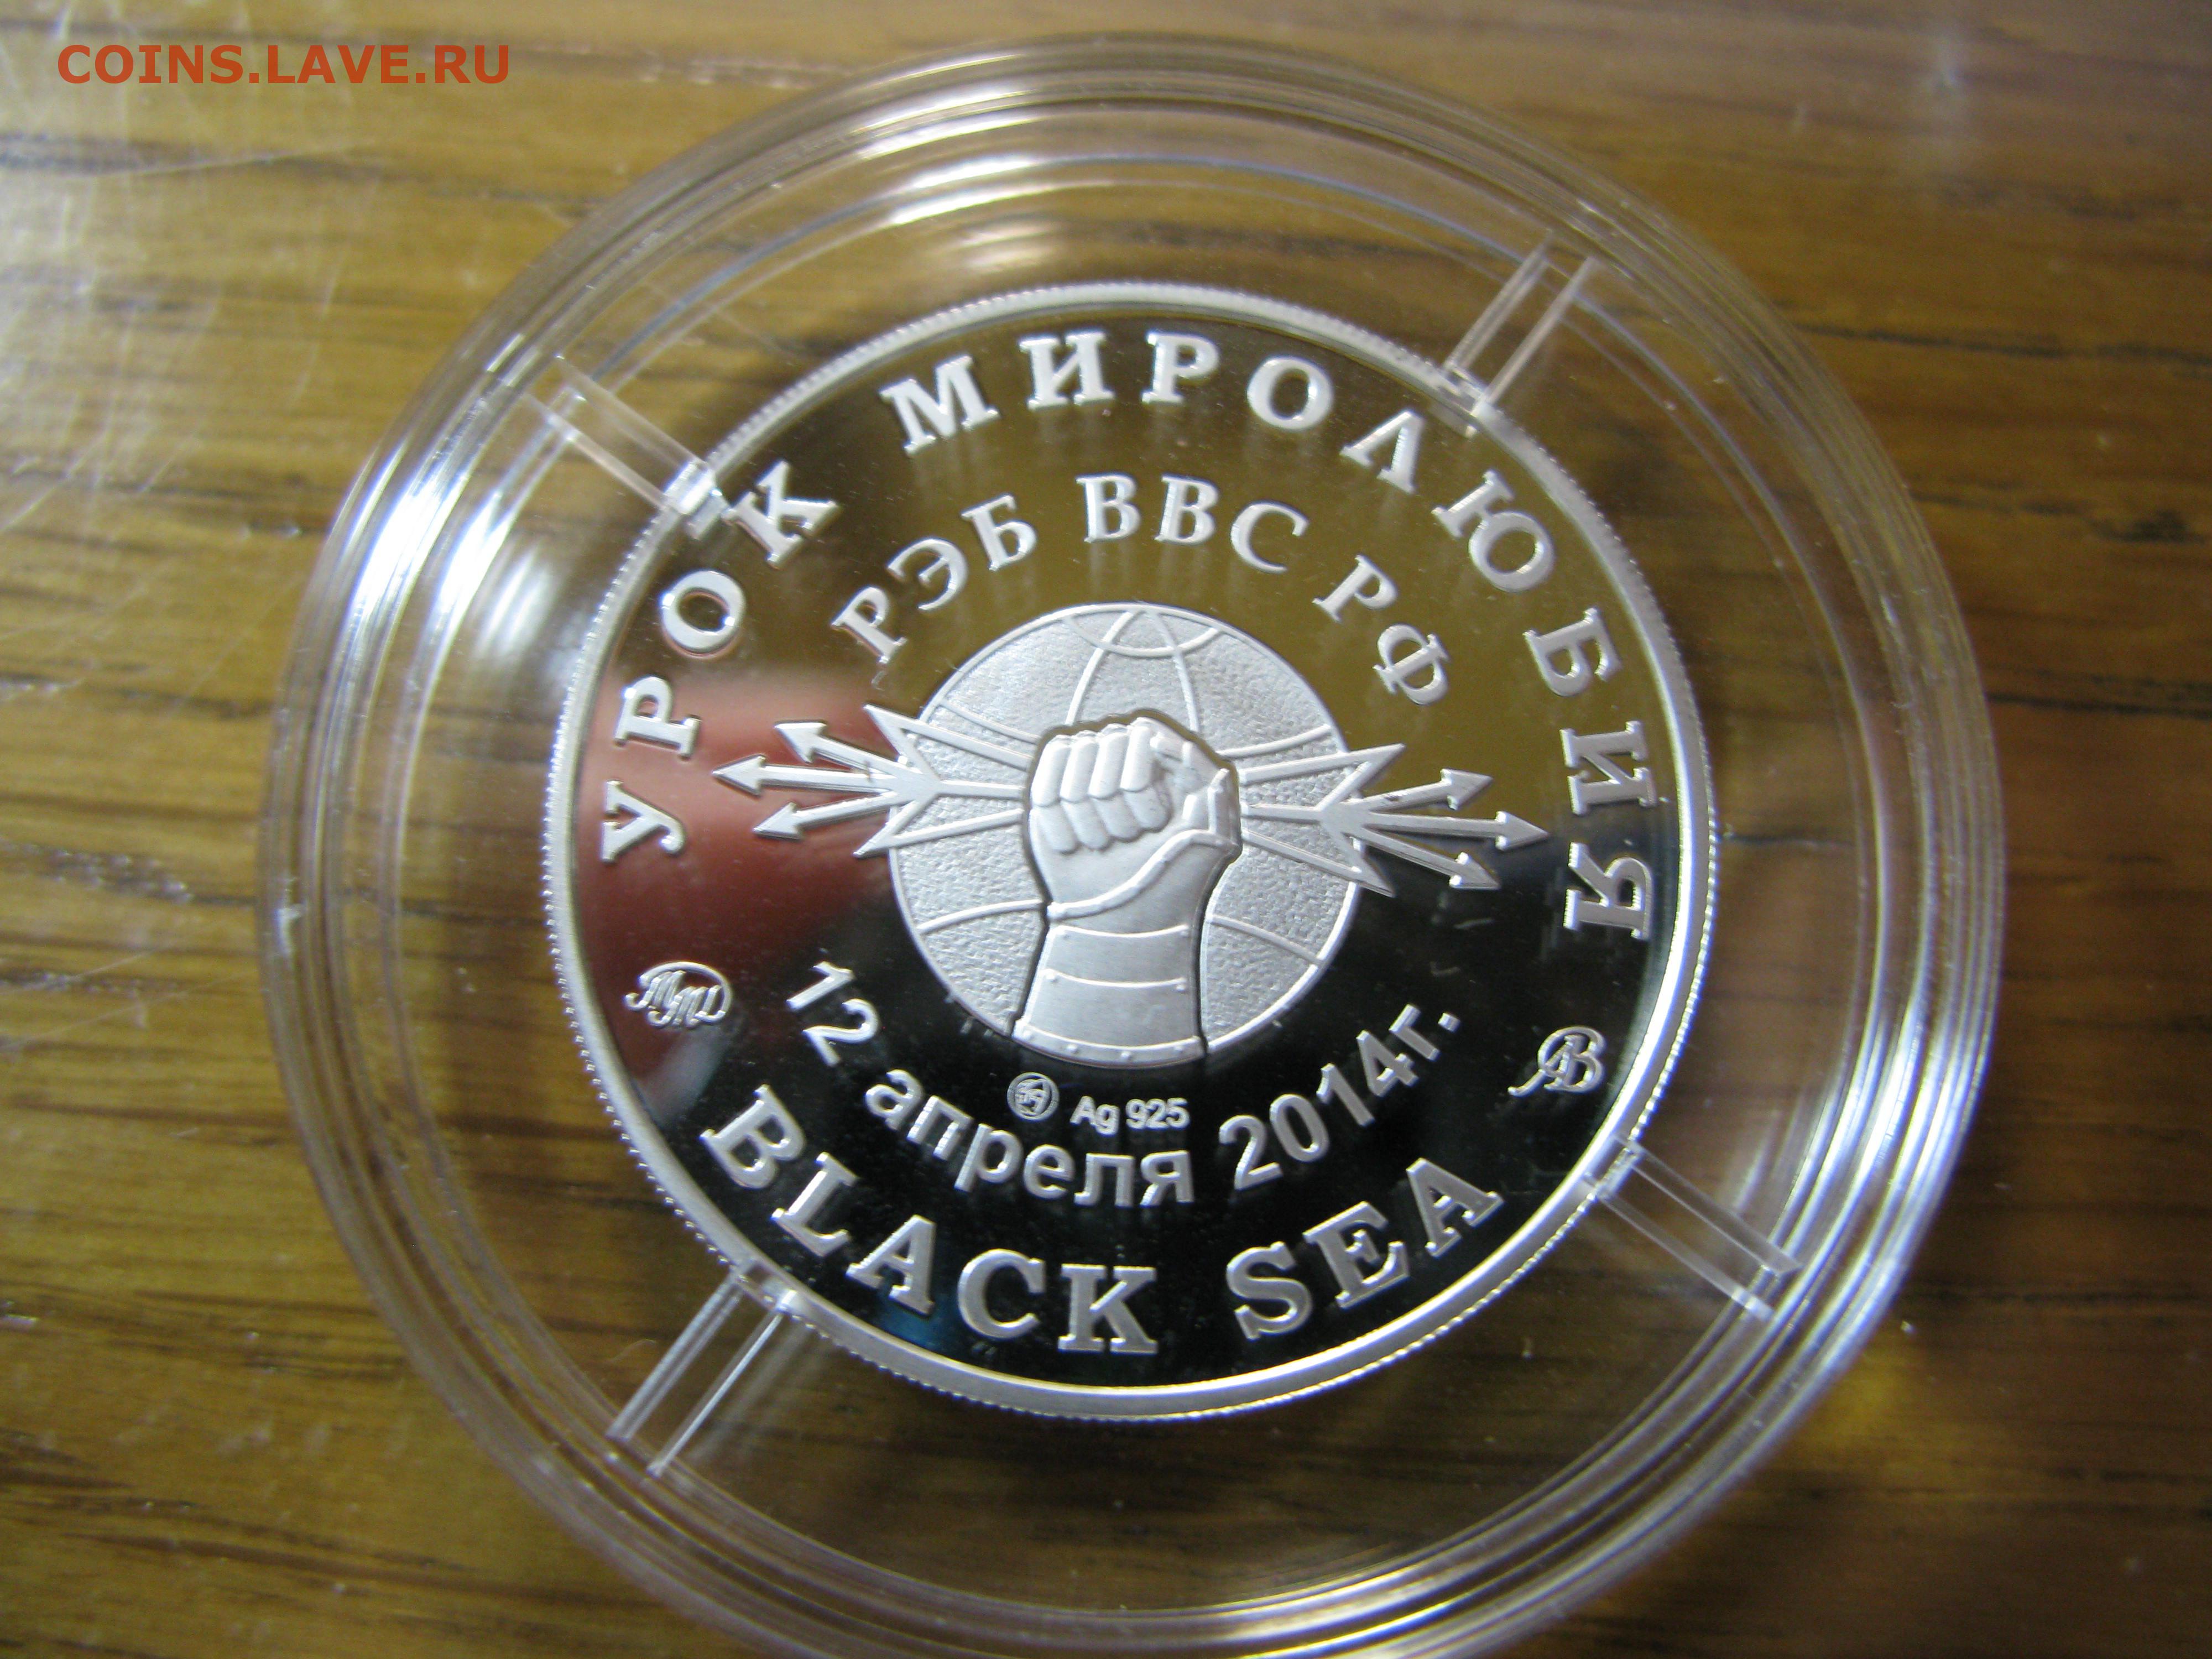 COINS.LAVE.RU
УРОК МИРОЛЮБИЯ
РЭБ ВВС РФ
Ag 925
12 апреля 2014г.
BLACK SEA